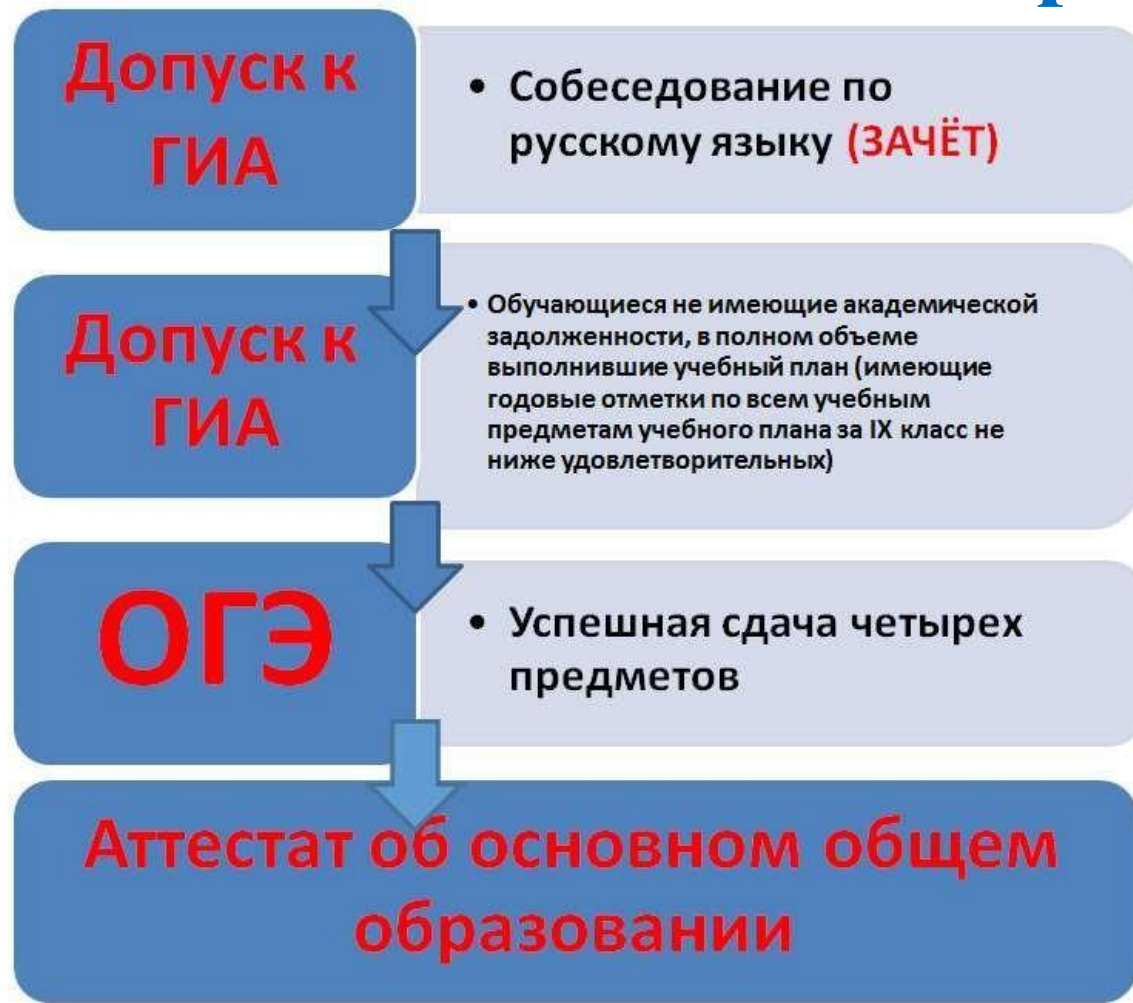 Допуск к
ГИА
• Собеседование по
русскому языку (ЗАЧЁТ)
Допуск к
ГИА
• Обучающиеся не имеющие академической
задолженности, в полном объеме
выполнившие учебный план (имеющие
годовые отметки по всем учебным
предметам учебного плана за IX класс не
ниже удовлетворительных)
ОГЭ
• Успешная сдача четырех
предметов
Аттестат об основном общем
образовании